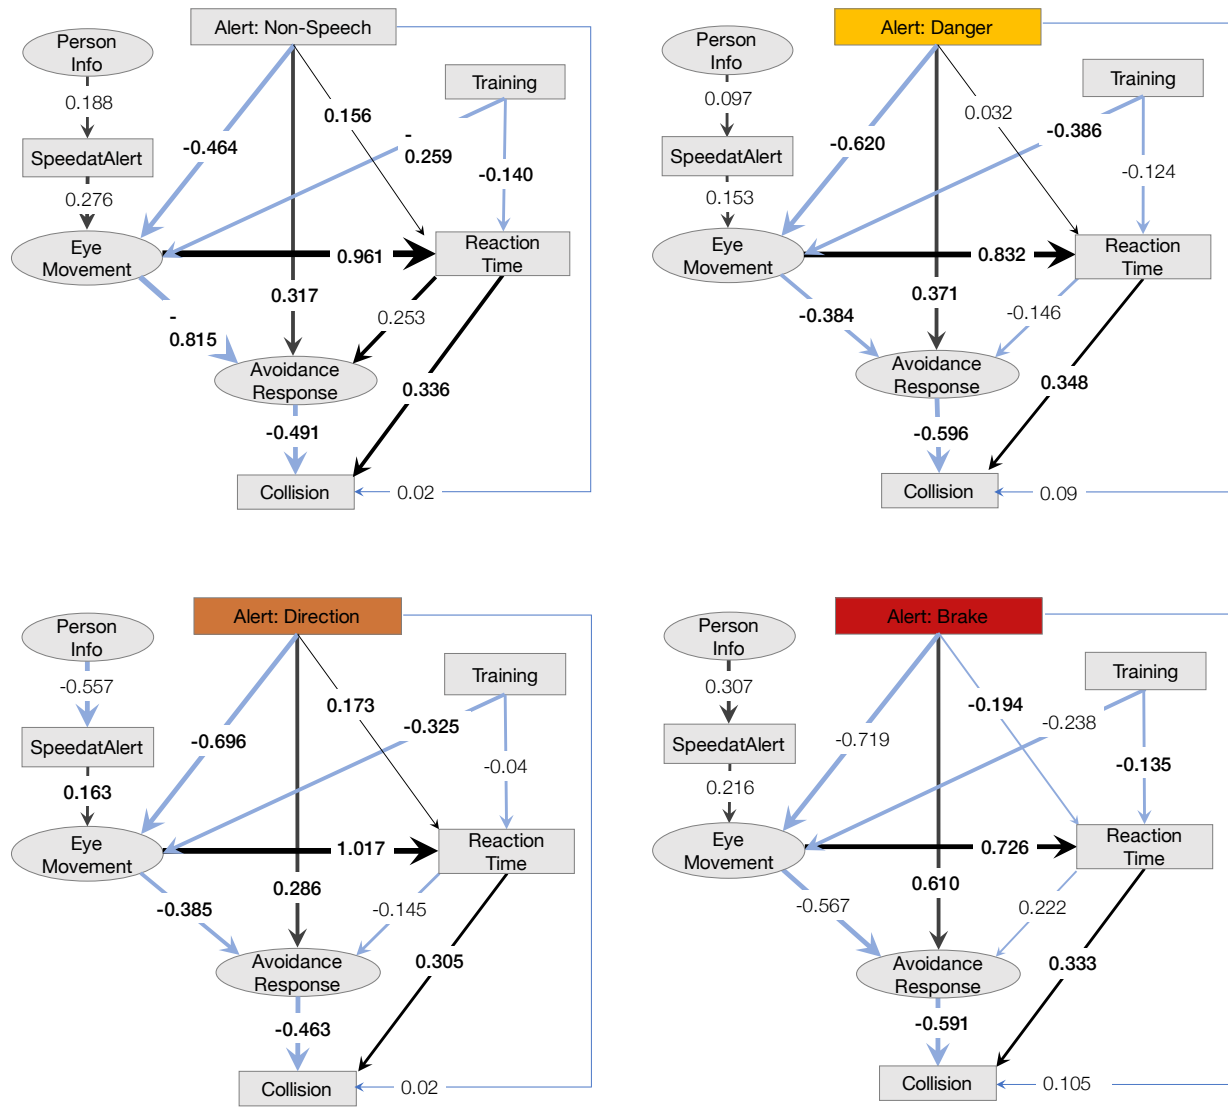 Alert: Non-Speech
Person
Info
Training
0.188
0.156
-0.464
-
0.259
SpeedatAlert
-0.140
0.276
Eye
Movement
0.961
Reaction
Time
0.317
0.253
-
0.815
Avoidance
Response
0.336
-0.491
Collision
0.02
Alert: Danger
Person
Info
Training
0.097
0.032
-0.386
-0.620
SpeedatAlert
-0.124
0.153
Eye
Movement
0.832
Reaction
Time
0.371
-0.384
-0.146
Avoidance
Response
0.348
-0.596
Collision
0.09
Alert: Direction
Person
Info
Training
-0.557
0.173
-0.325
-0.696
SpeedatAlert
-0.04
0.163
Eye
Movement
1.017
Reaction
Time
0.286
-0.385
-0.145
Avoidance
Response
0.305
-0.463
Collision
0.02
Alert: Brake
Person
Info
Training
0.307
-0.194
-0.238
-0.719
SpeedatAlert
-0.135
0.216
Eye
Movement
0.726
Reaction
Time
0.610
-0.567
0.222
Avoidance
Response
0.333
-0.591
Collision
0.105